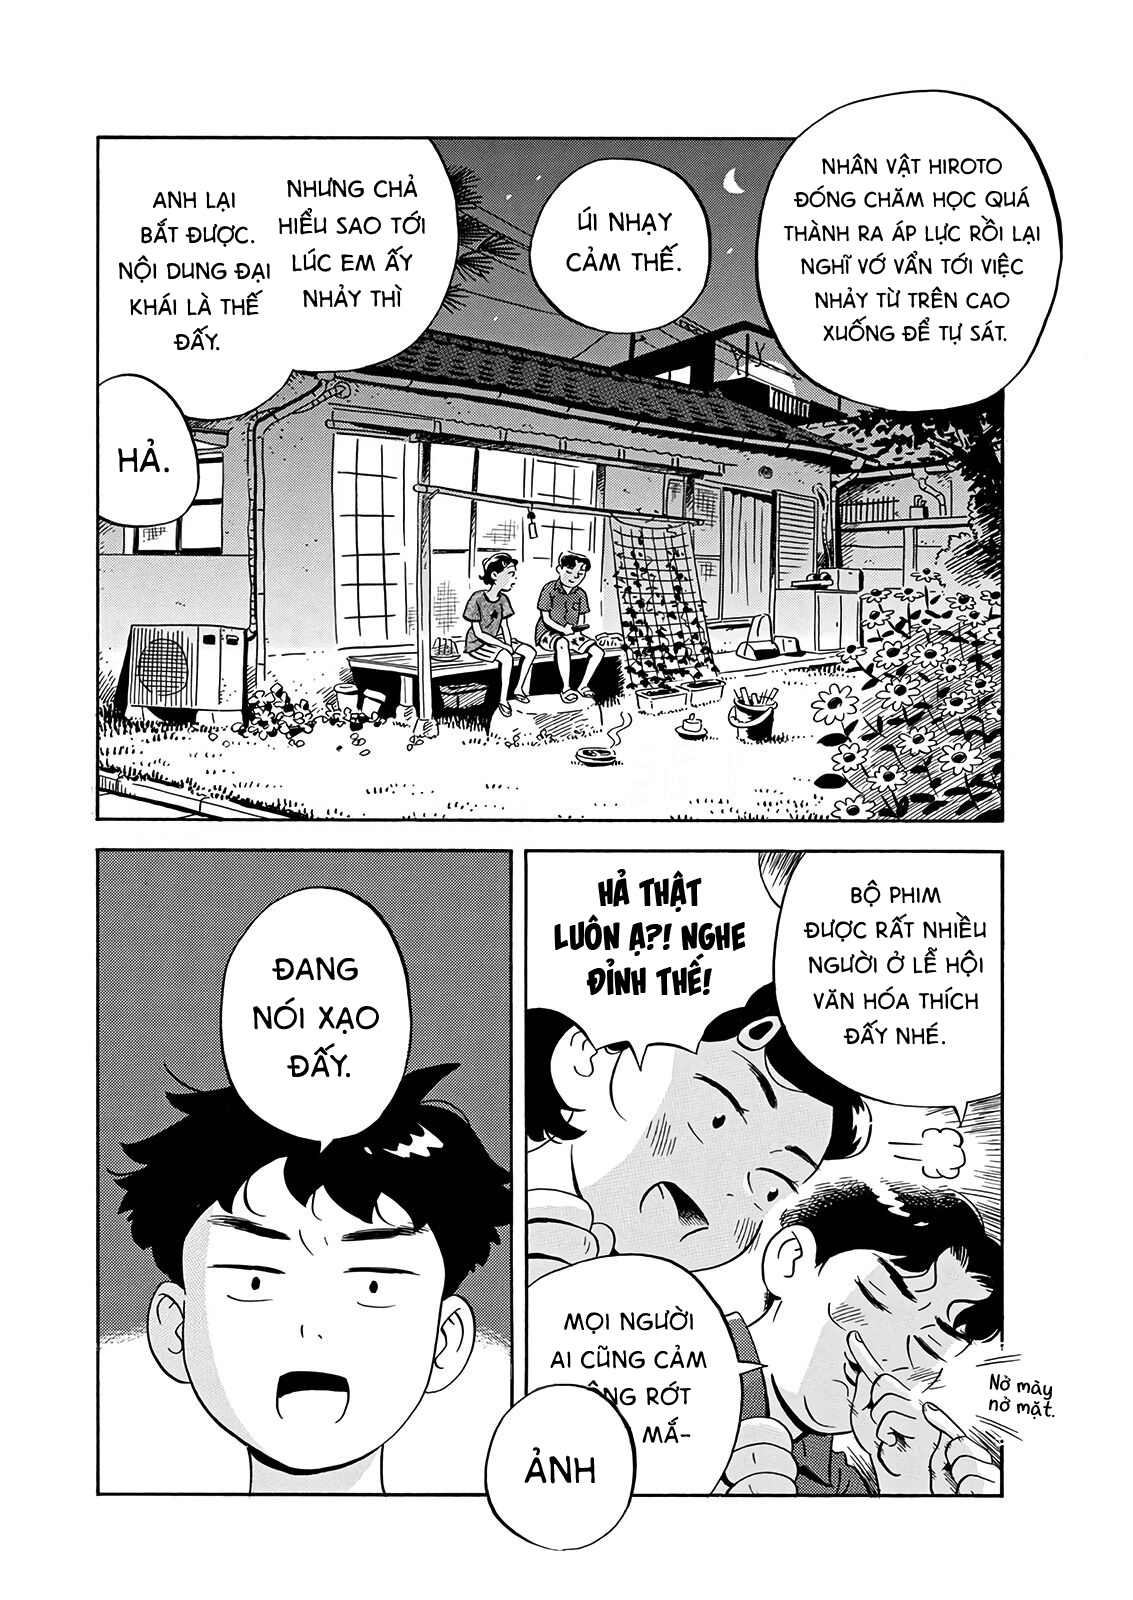 NHÂN VẬT HIROTO
ĐÓNG CHĂM HỌC QUÁ
THÀNH RA ÁP LỰC RỒI LẠI
NGHĨ VỚ VẨN TỚI VIỆC
NHẢY TỪ TRÊN CAO
XUỐNG ĐỂ TỰ SÁT.
ÚI NHẠY
CẢM THẾ.
NHƯNG CHẢ
HIỂU SAO TỚI
LÚC EM ẤY
NHẢY THÌ
ANH LẠI
BẮT ĐƯỢC.
NỘI DUNG ĐẠI
KHÁI LÀ THẾ
ĐẤY.
HẢ.
BỘ PHIM
ĐƯỢC RẤT NHIỀU
NGƯỜI Ở LỄ HỘI
VĂN HÓA THÍCH
ĐẤY NHÉ.
HẢ THẬT
LUÔN Ạ?! NGHE
ĐỈNH THẾ!
Nở mày
nở mặt.
MỌI NGƯỜI
AI CŨNG CẢM
ỘNG RỚT
MẮ-
ẢNH
ĐANG
NÓI XẠO
ĐẤY.